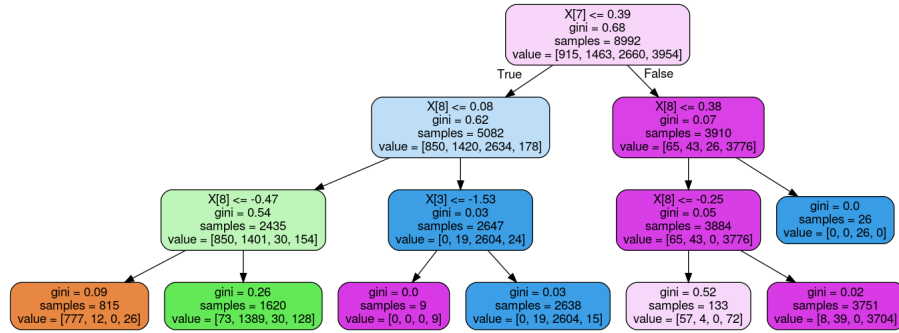 X[7] <= 0.39
gini = 0.68
samples = 8992
value = [915, 1463, 2660, 3954]
True
False
X[8] <= 0.08
gini = 0.62
samples = 5082
value = [850, 1420, 2634, 178]
X[8] <= 0.38
gini = 0.07
samples = 3910
value = [65, 43, 26, 3776]
X[8] <= -0.47
gini = 0.54
samples = 2435
value = [850, 1401, 30, 154]
X[3] <= -1.53
gini = 0.03
samples = 2647
value = [0, 19, 2604, 24]
X[8] <= -0.25
gini = 0.05
samples = 3884
value = [65, 43, 0, 3776]
gini = 0.0
samples = 26
value = [0, 0, 26, 0]
gini = 0.09
samples = 815
value = [777, 12, 0, 26]
gini = 0.26
samples = 1620
value = [73, 1389, 30, 128]
gini = 0.0
samples = 9
value = [0, 0, 0, 9]
gini = 0.03
samples = 2638
value = [0, 19, 2604, 15]
gini = 0.52
samples = 133
value = [57, 4, 0, 72]
gini = 0.02
samples = 3751
value = [8, 39, 0, 3704]